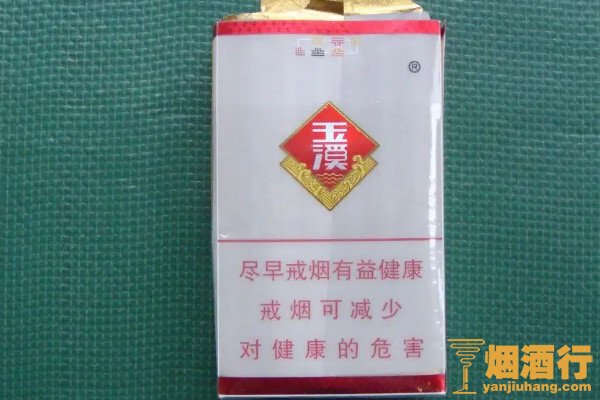 ®
玉
溪
尽早戒烟有益健康
戒烟可减少
对健康的危害
烟酒行
yanjiuhang.com